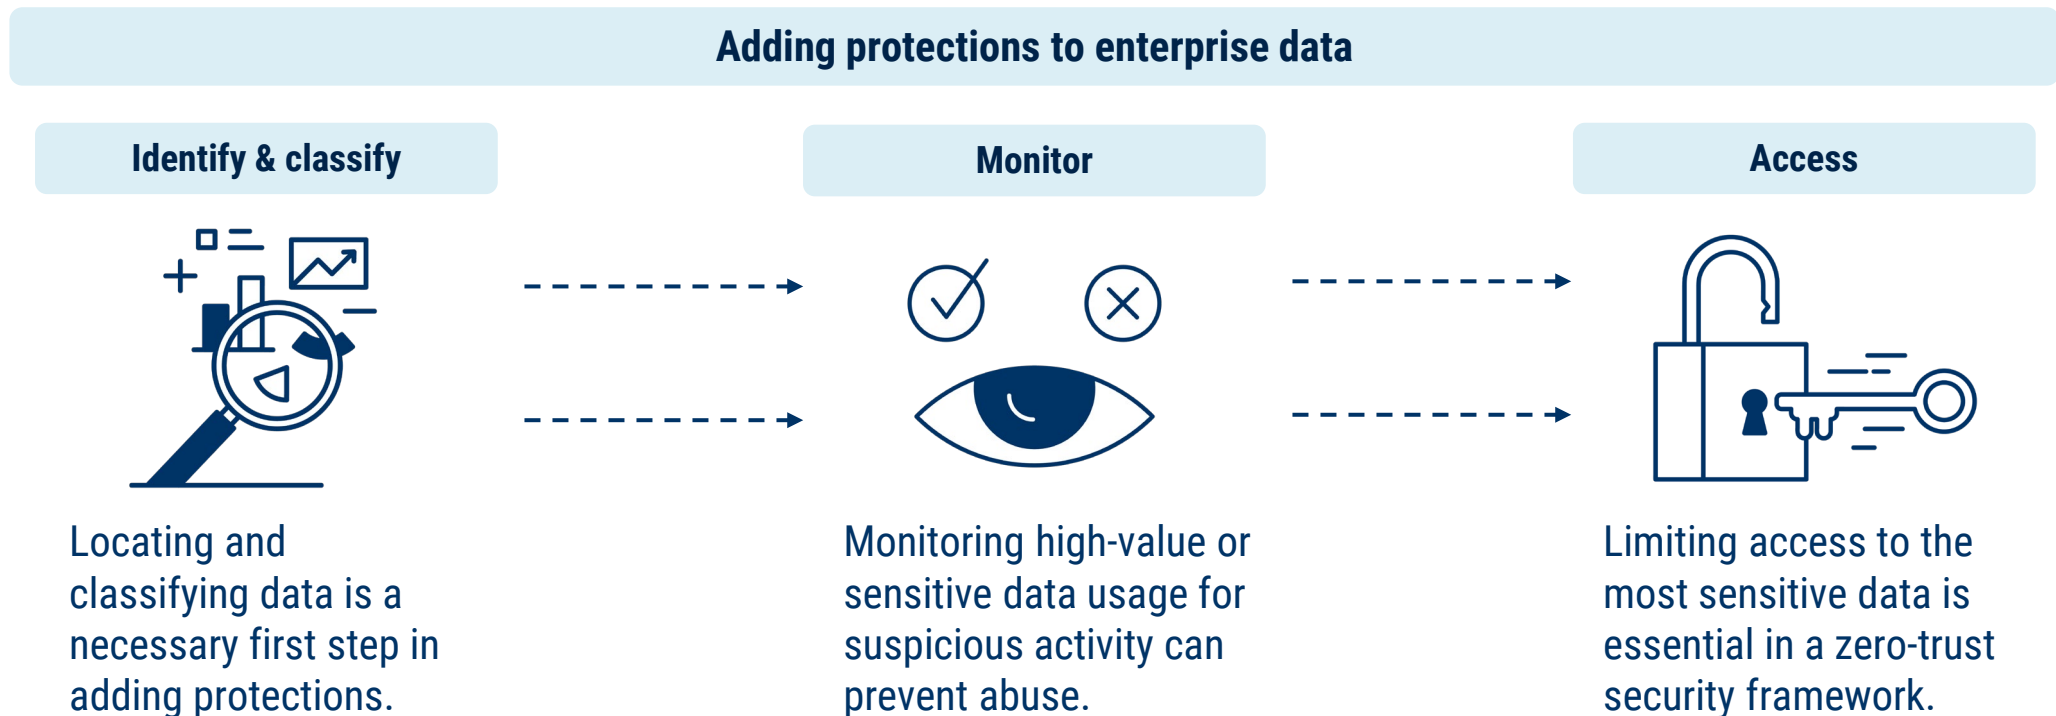 Adding protections to enterprise data
Identify & classify
Locating and
classifying data is a
necessary first step in
adding protections.
Monitor
Monitoring high-value or
sensitive data usage for
suspicious activity can
prevent abuse.
Access
Limiting access to the
most sensitive data is
essential in a zero-trust
security framework.